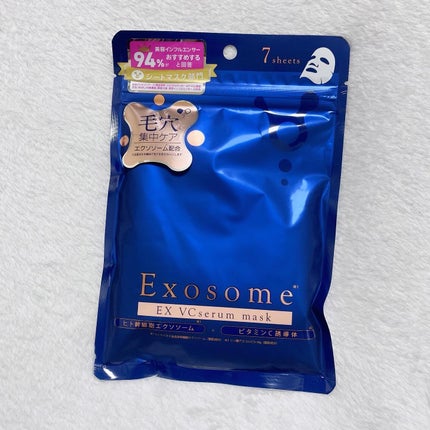 美容インフルエンサー
94%が
おすすめする
と回答
シートマスク部門
7 sheets
毛穴
集中ケア
エクソソーム配合
Exosome
EX VC serum mask
ヒト幹細胞エクソソーム
ビタミンC誘導体